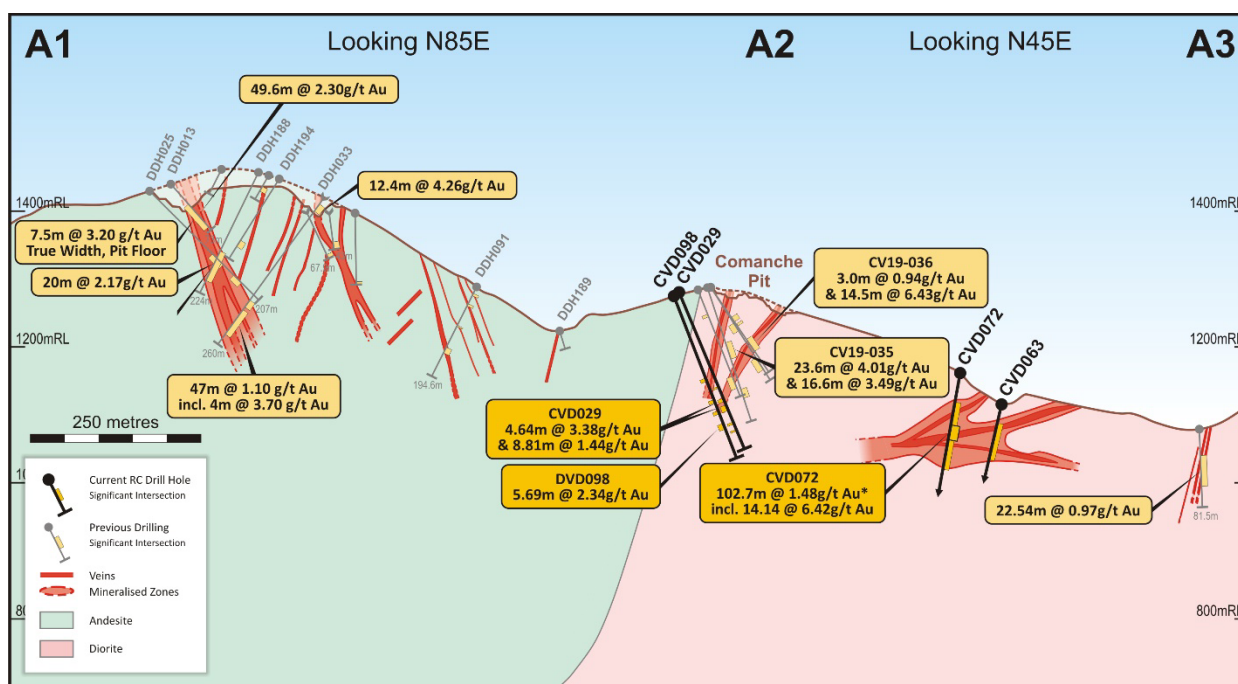 A1
Looking N85E
A2
Looking N45E
A3
49.6m @ 2.30g/t Au
DDH025
DDH013
DDH188
DDH194
DDH033
12.4m @ 4.26g/t Au
1400mRL
1400mRL
7.5m @ 3.20 g/t Au
True Width, Pit Floor
20m @ 2.17g/t Au
224m
207m
260m
67.
DDH091
194.6m
DDH189
CVD098
CVD029
Comanche
Pit
CV19-036
3.0m @ 0.94g/t Au
& 14.5m @ 6.43g/t Au
1200mRL
1200mRL
CV19-035
23.6m @ 4.01g/t Au
& 16.6m @ 3.49g/t Au
CVD072
CVD063
47m @ 1.10 g/t Au
incl. 4m @ 3.70 g/t Au
CVD029
4.64m @ 3.38g/t Au
& 8.81m @ 1.44g/t Au
250 metres
DVD098
5.69m @ 2.34g/t Au
CVD072
102.7m @ 1.48g/t Au*
incl. 14.14 @ 6.42g/t Au
22.54m @ 0.97g/t Au
81.5m
10
Current RC Drill Hole
Significant Intersection
Previous Drilling
Significant Intersection
Veins
Mineralised Zones
Andesite
Diorite
80
800mRL